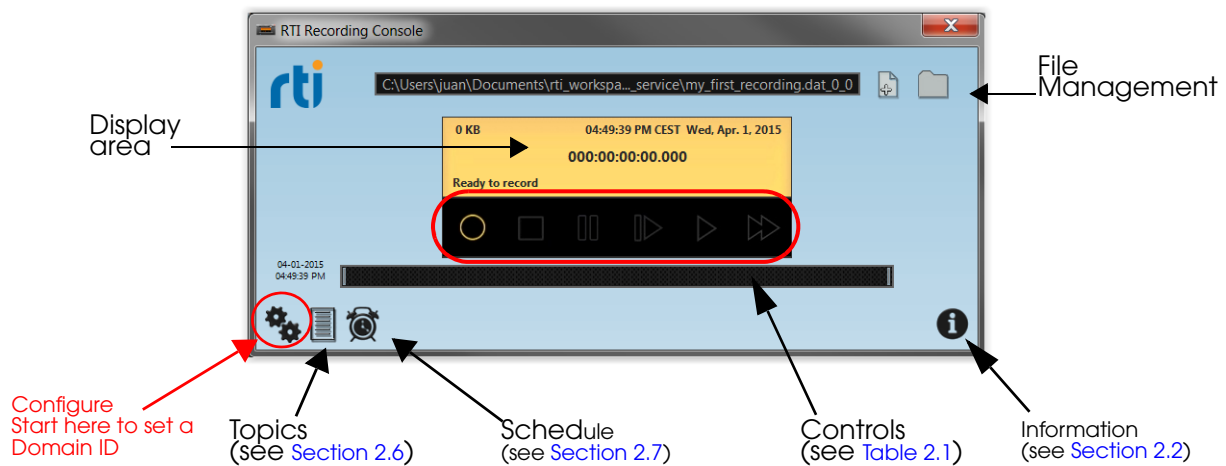 RTI Recording Console
rti
C:\Users\juan\Documents\rti_workspa..._service\my_first_recording.dat_0_0
File
Management
Display
area
0 KB 04:49:39 PM CEST Wed, Apr. 1, 2015
000:00:00:00.000
Ready to record
04-01-2015
04:49:39 PM
Configure
Start here to set a
Domain ID
Topics
(see Section 2.6)
Schedule
(see Section 2.7)
Controls
(see Table 2.1)
Information
(see Section 2.2)